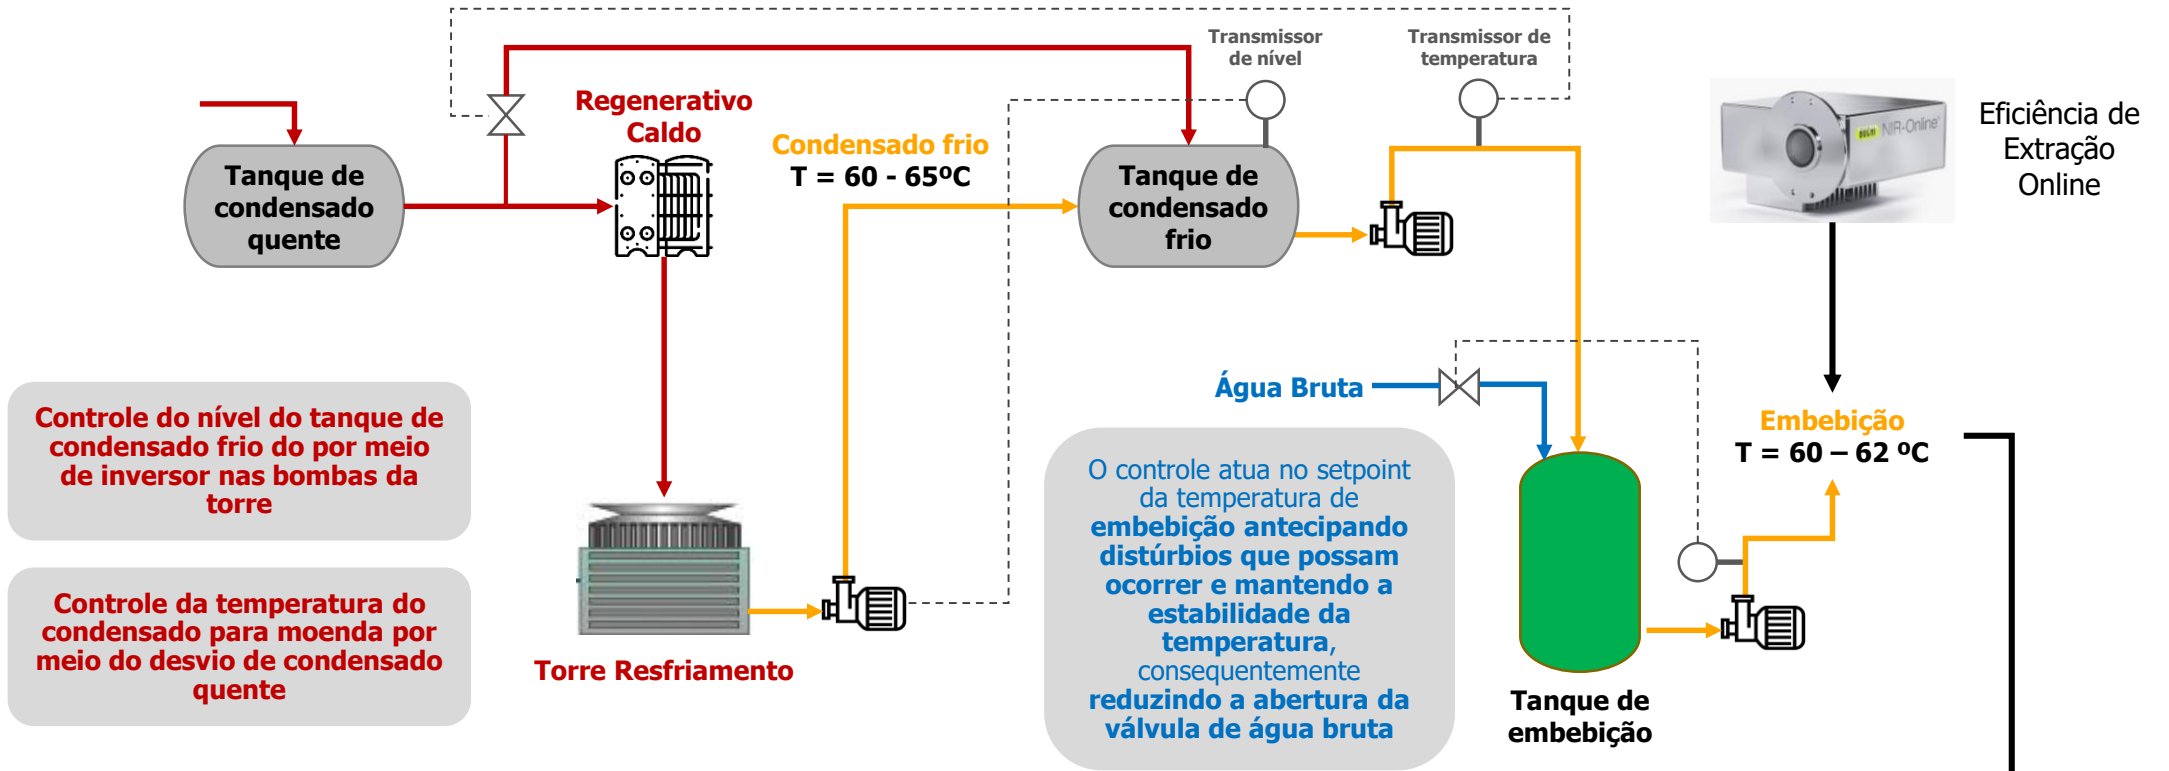 Transmissor
de nível
Transmissor de
temperatura
Regenerativo
Caldo
Condensado frio
T = 60 - 65ºC
Tanque de
condensado
quente
Tanque de
condensado
frio
BUCHI NIR-Online
Eficiência de
Extração
Online
Controle do nível do tanque de
condensado frio do por meio
de inversor nas bombas da
torre
Água Bruta
Embebição
T = 60 – 62 ºC
O controle atua no setpoint
da temperatura de
embebição antecipando
distúrbios que possam
ocorrer e mantendo a
estabilidade da
temperatura,
consequentemente
reduzindo a abertura da
válvula de água bruta
Controle da temperatura do
condensado para moenda por
meio do desvio de condensado
quente
Torre Resfriamento
Tanque de
embebição